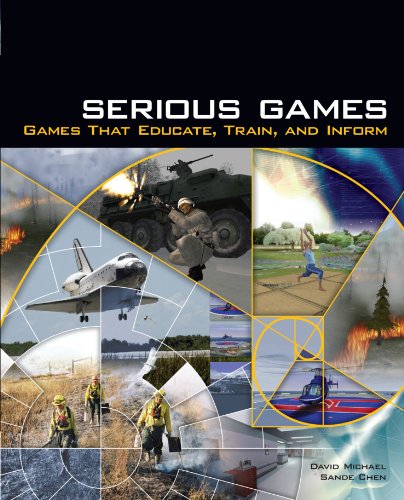 SERIOUS GAMES
GAMES THAT EDUCATE, TRAIN, AND INFORM
DAVID MICHAEL
SANDE CHEN